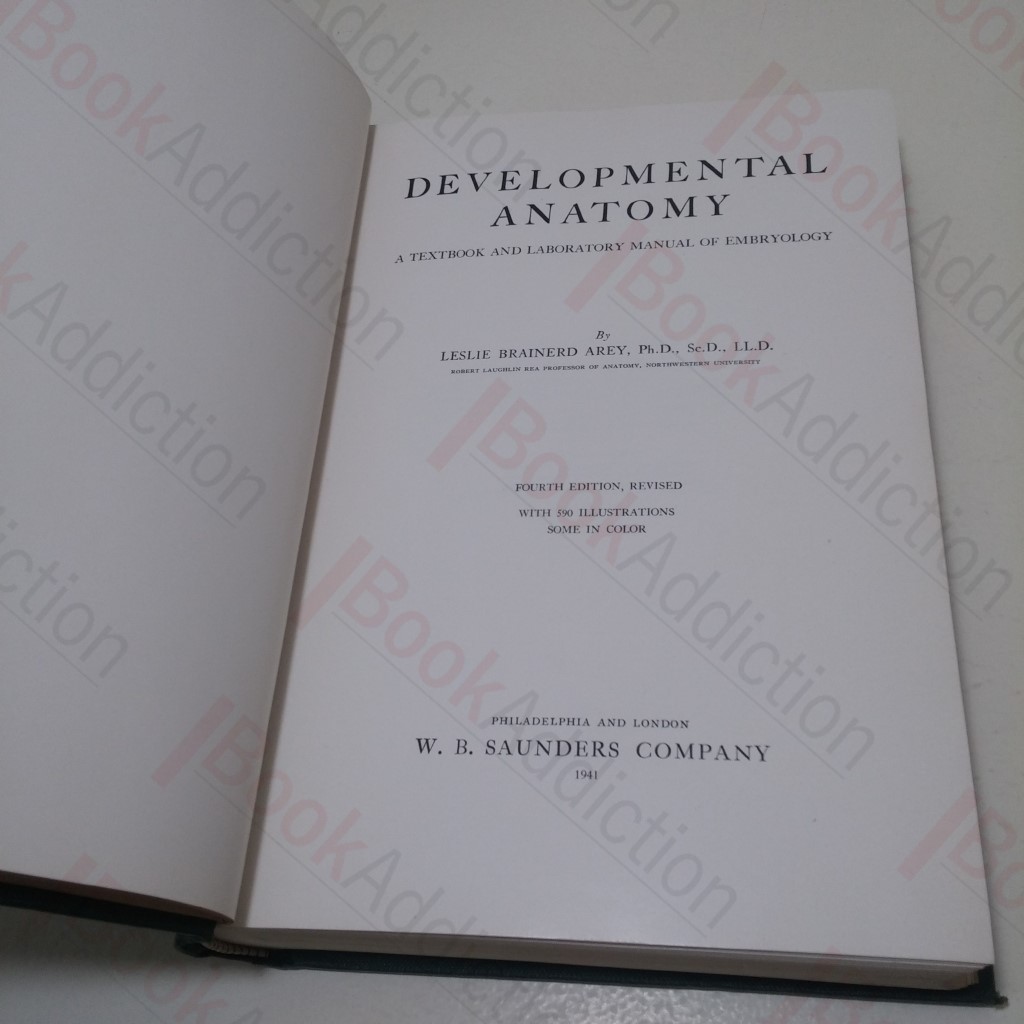 DEVELOPMENTAL
ANATOMY
A TEXTBOOK AND LABORATORY MANUAL OF EMBRYOLOGY
By
LESLIE BRAINERD AREY, Ph.D., Sc.D., LL.D.
ROBERT LAUGHLIN REA PROFESSOR OF ANATOMY, NORTHWESTERN UNIVERSITY
FOURTH EDITION, REVISED
WITH 590 ILLUSTRATIONS
SOME IN COLOR
PHILADELPHIA AND LONDON
W. B. SAUNDERS COMPANY
1941
BookAddiction